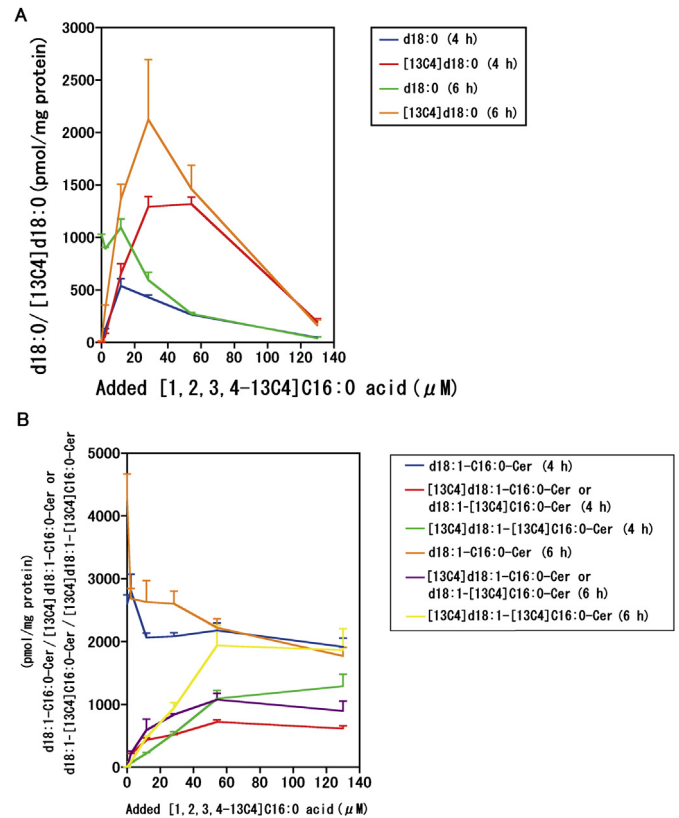 A
d18:0/[13C4]d18:0(pmol/mg protein)
3000
2500
2000
1500
1000
500
0
0 20 40 60 80 100 120 140
Added [1,2,3,4-13C4]C16:0 acid(μM)
d18:0 (4 h)
[13C4]d18:0 (4 h)
d18:0 (6 h)
[13C4]d18:0 (6 h)
B
d18:1-C16:0-Cer/[13C4]d18:1-C16:0-Cer or
d18:1-[13C4]C16:0-Cer/[13C4]d18:1-[13C4]C16:0-Cer
(pmol/mg protein)
5000
4000
3000
2000
1000
0
0 20 40 60 80 100 120 140
Added [1,2,3,4-13C4]C16:0 acid(μM)
d18:1-C16:0-Cer (4 h)
[13C4]d18:1-C16:0-Cer or
d18:1-[13C4]C16:0-Cer (4 h)
[13C4]d18:1-[13C4]C16:0-Cer (4 h)
d18:1-C16:0-Cer (6 h)
[13C4]d18:1-C16:0-Cer or
d18:1-[13C4]C16:0-Cer (6 h)
[13C4]d18:1-[13C4]C16:0-Cer(6 h)